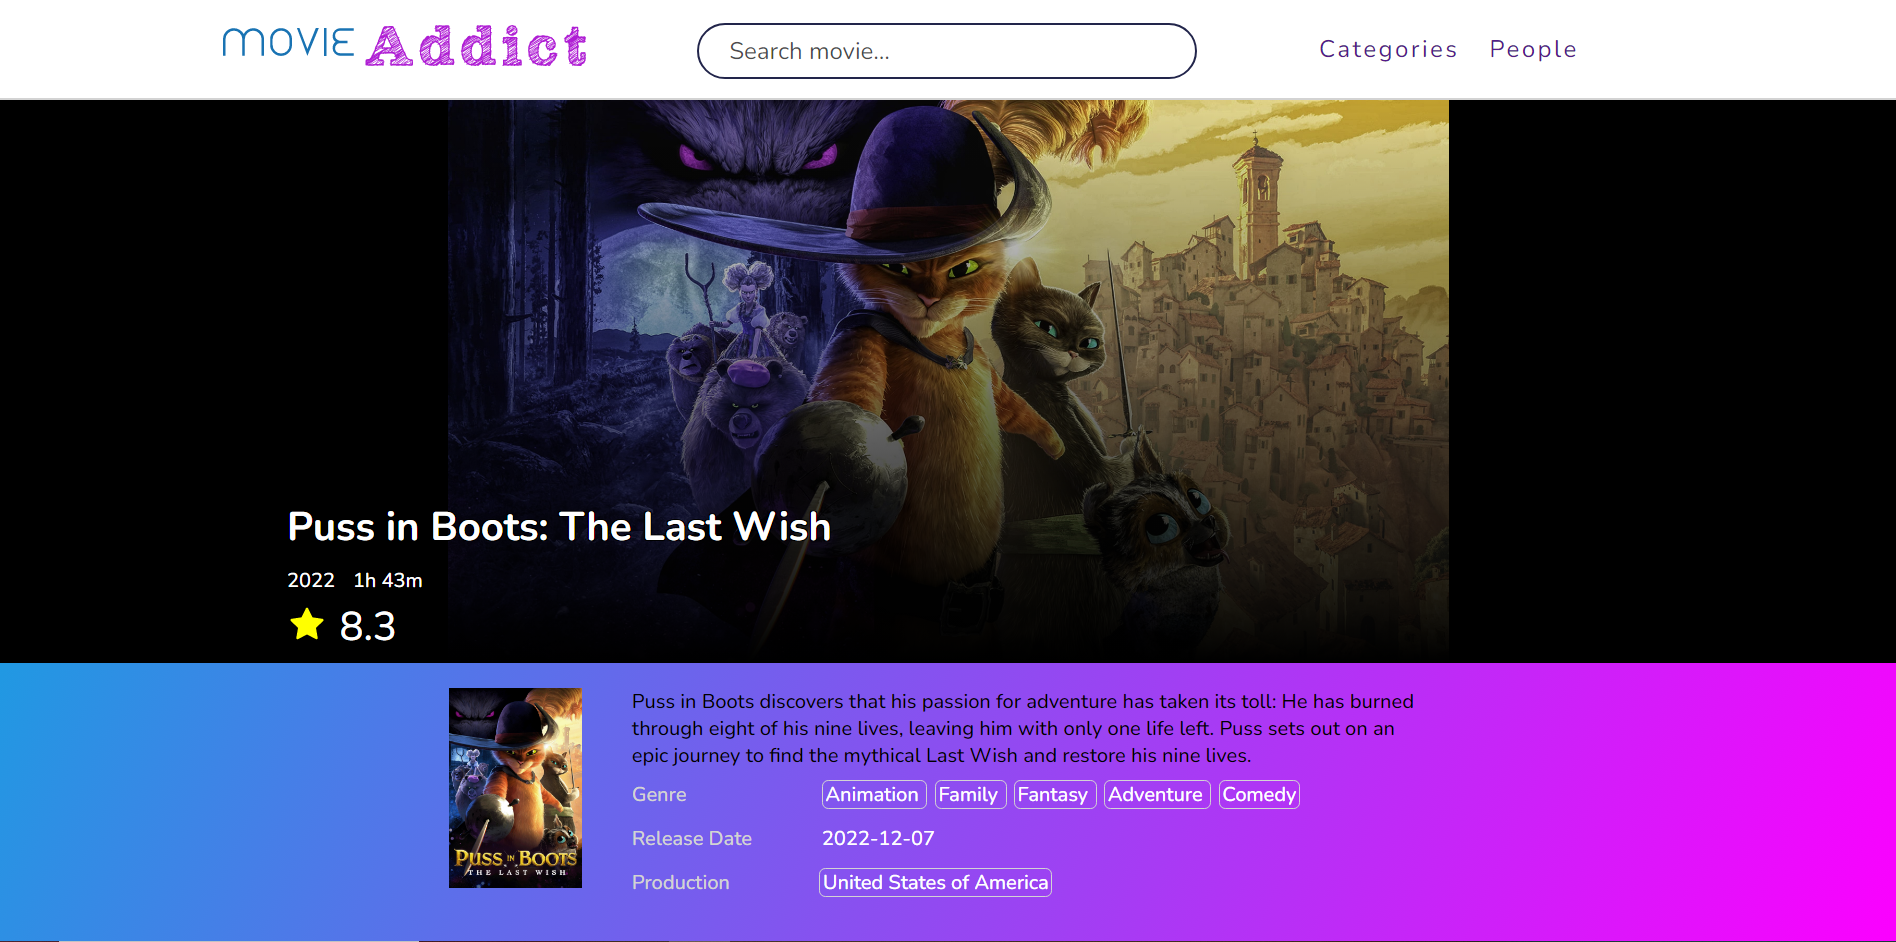 MOVIE Addict
Search movie...
Categories People
Puss in Boots: The Last Wish
2022 1h 43m
8.3
Puss in Boots discovers that his passion for adventure has taken its toll: He has burned
through eight of his nine lives, leaving him with only one life left. Puss sets out on an
epic journey to find the mythical Last Wish and restore his nine lives.
Genre Animation Family Fantasy Adventure Comedy
Release Date 2022-12-07
Production United States of America
PUSS IN BOOTS
THE LAST WISH